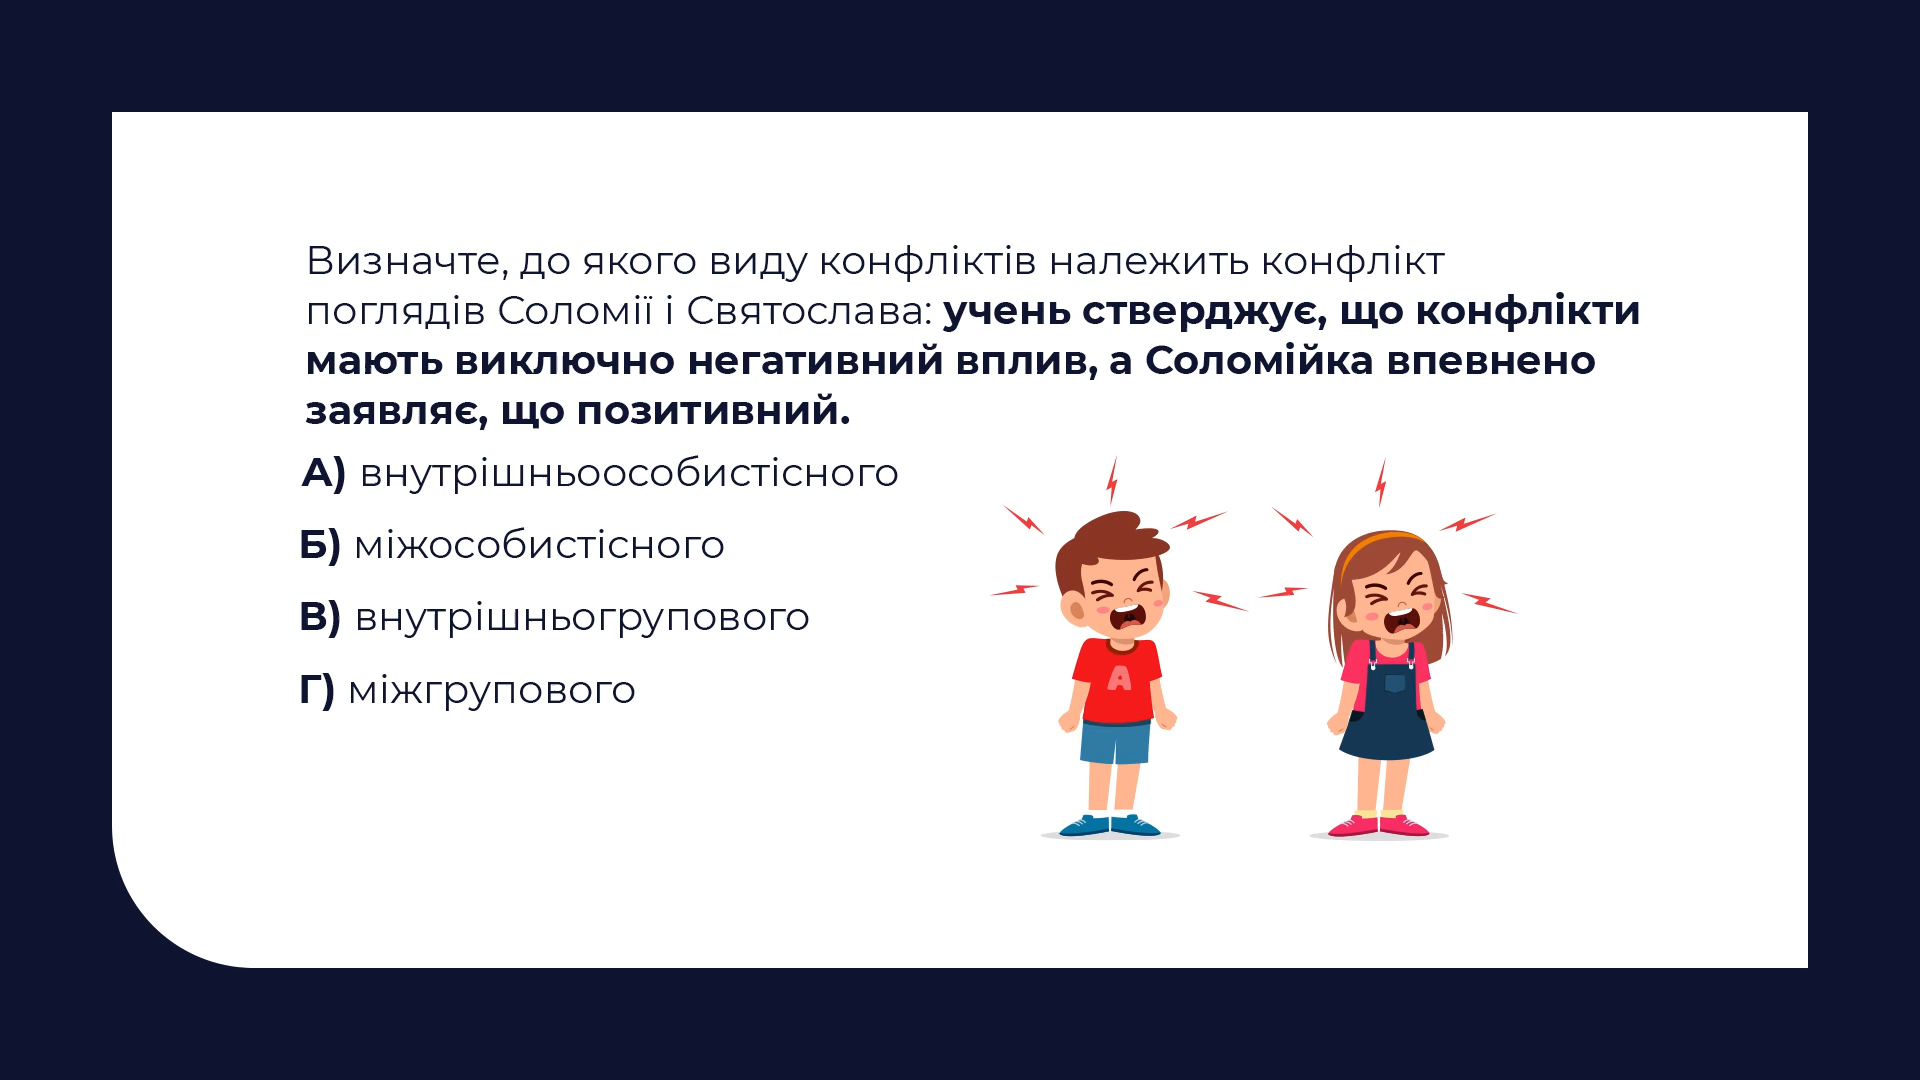 Визначте, до якого виду конфліктів належить конфлікт
поглядів Соломії і Святослава: учень стверджує, що конфлікти
мають виключно негативний вплив, а Соломійка впевнено
заявляє, що позитивний.
А) внутрішньоособистісного
Б) міжособистісного
В) внутрішньогрупового
Г) міжгрупового
A